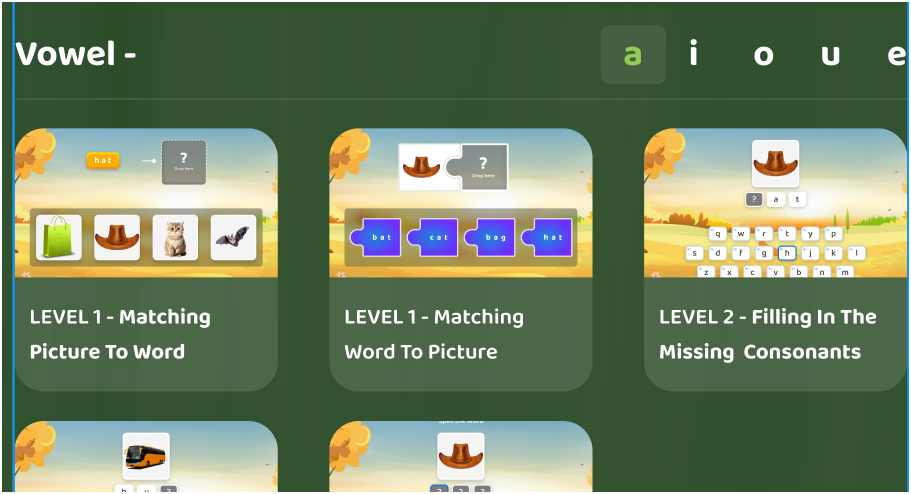 Vowel - a i o u e
hat
?
Drop here
LEVEL 1 - Matching
Picture To Word
?
Drop here
bat cat bag hat
LEVEL 1 - Matching
Word To Picture
? a t
q w r t y p
s d f g h j k l
z x c v b n m
LEVEL 2 - Filling In The
Missing Consonants
b u ?
Spell the word
? ? ?